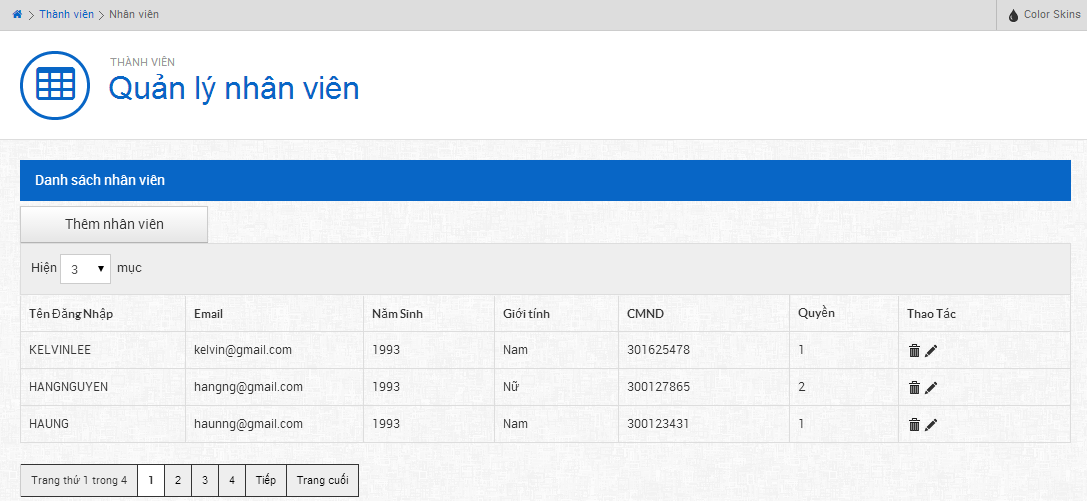 Thành viên Nhân viên Color Skins
THÀNH VIÊN
Quản lý nhân viên
Danh sách nhân viên
Thêm nhân viên
Hiện 3 mục
Tên Đăng Nhập Email Năm Sinh Giới tính CMND Quyền Thao Tác
KELVINLEE kelvin@gmail.com 1993 Nam 301625478 1
HANGNGUYEN hangng@gmail.com 1993 Nữ 300127865 2
HAUNG haunng@gmail.com 1993 Nam 300123431 1
Trang thứ 1 trong 4 1 2 3 4 Tiếp Trang cuối